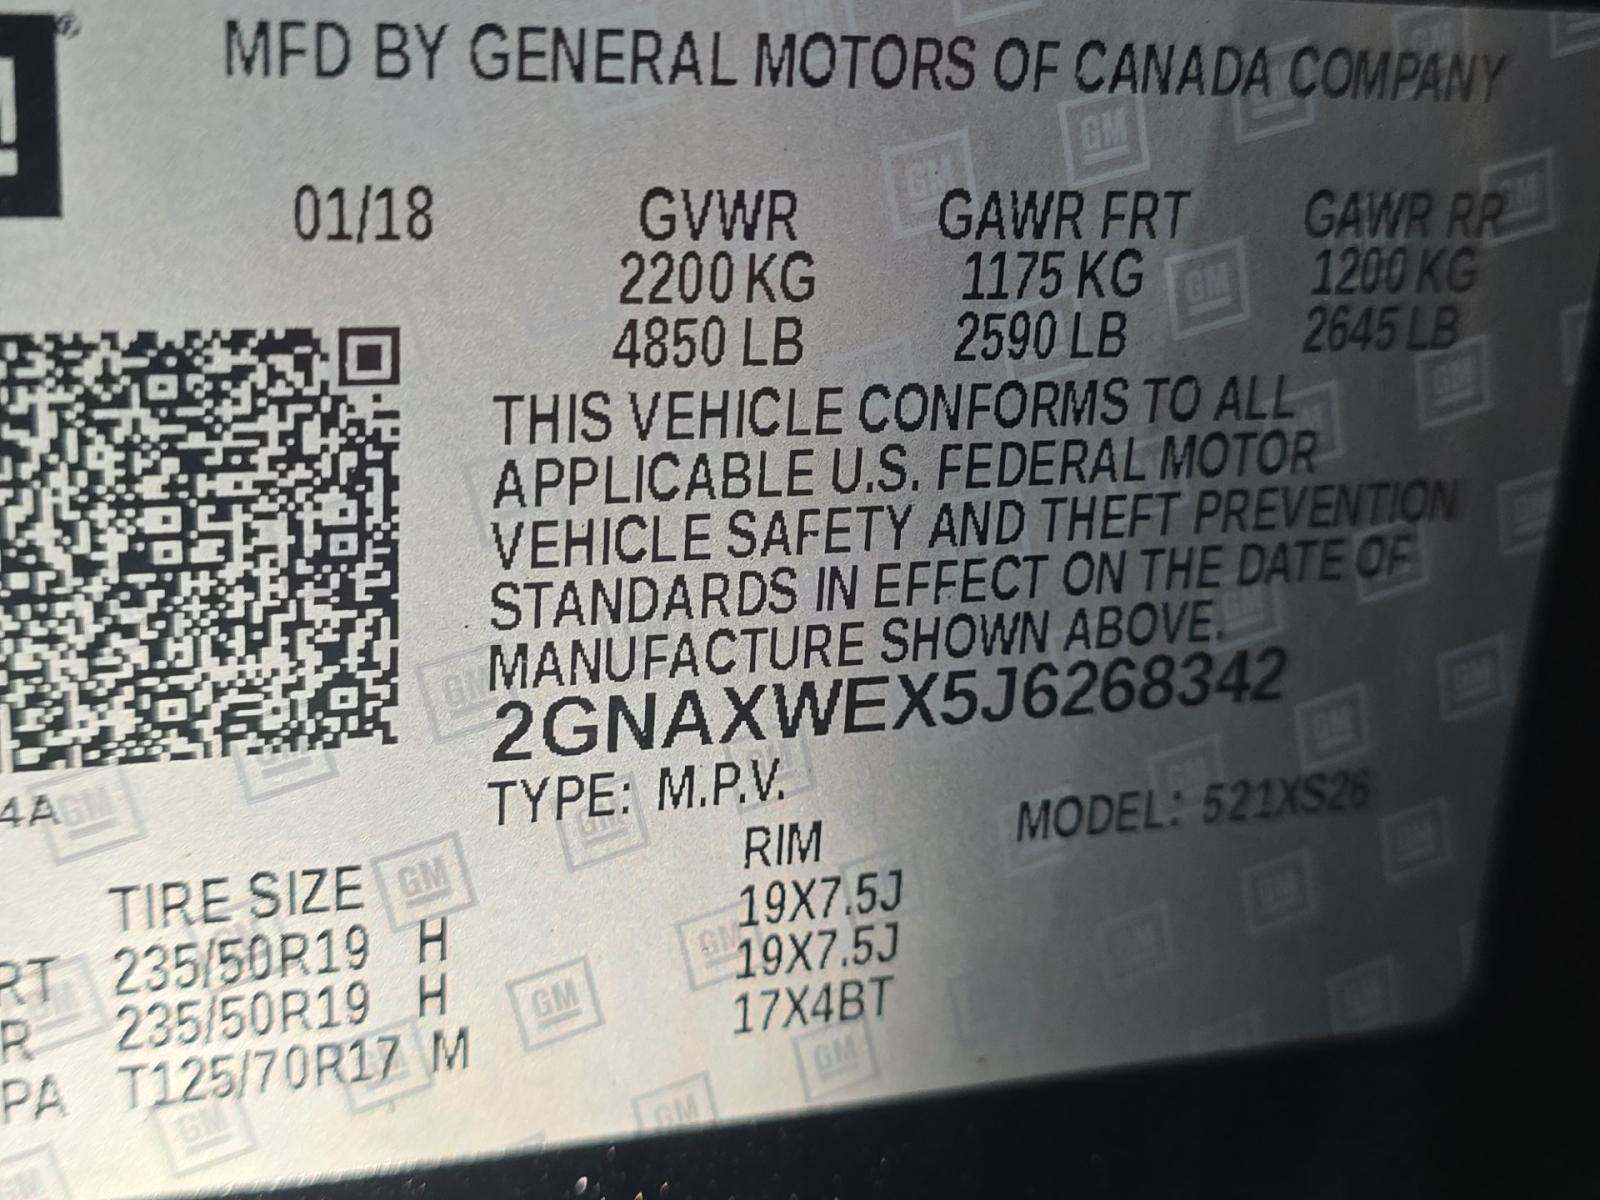 MFD BY GENERAL MOTORS OF CANADA COMPANY
01/18 GVWR GAWR FRT GAWR RR
2200 KG 1175 KG 1200 KG
4850 LB 2590 LB 2645 LB
THIS VEHICLE CONFORMS TO ALL
APPLICABLE U.S. FEDERAL MOTOR
VEHICLE SAFETY AND THEFT PREVENTION
STANDARDS IN EFFECT ON THE DATE OF
MANUFACTURE SHOWN ABOVE.
2GNAXWEX5J6268342
4A TYPE: M.P.V. MODEL: 521XS26
TIRE SIZE RIM
RT 235/50R19 H 19X7.5J
R 235/50R19 H 19X7.5J
PA T125/70R17 M 17X4BT